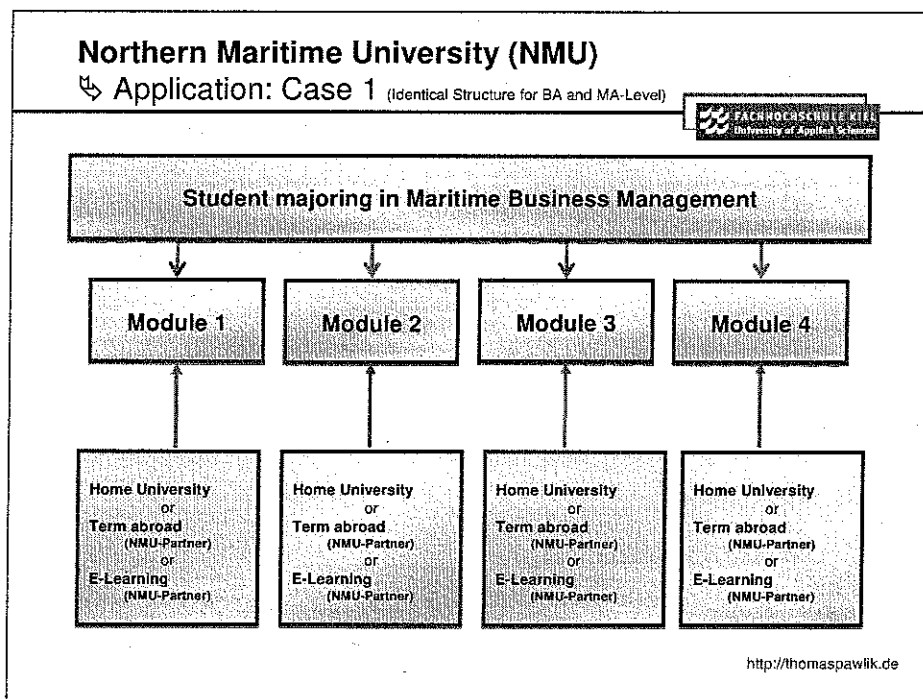 Northern Maritime University (NMU)
Application: Case 1 (Identical Structure for BA and MA-Level)
FACHHOCHSCHULE KIEL
University of Applied Sciences
Student majoring in Maritime Business Management
Module 1
Module 2
Module 3
Module 4
Home University
or
Term abroad
(NMU-Partner)
or
E-Learning
(NMU-Partner)
Home University
or
Term abroad
(NMU-Partner)
or
E-Learning
(NMU-Partner)
Home University
or
Term abroad
(NMU-Partner)
or
E-Learning
(NMU-Partner)
Home University
or
Term abroad
(NMU-Partner)
or
E-Learning
(NMU-Partner)
http://thomaspawlik.de